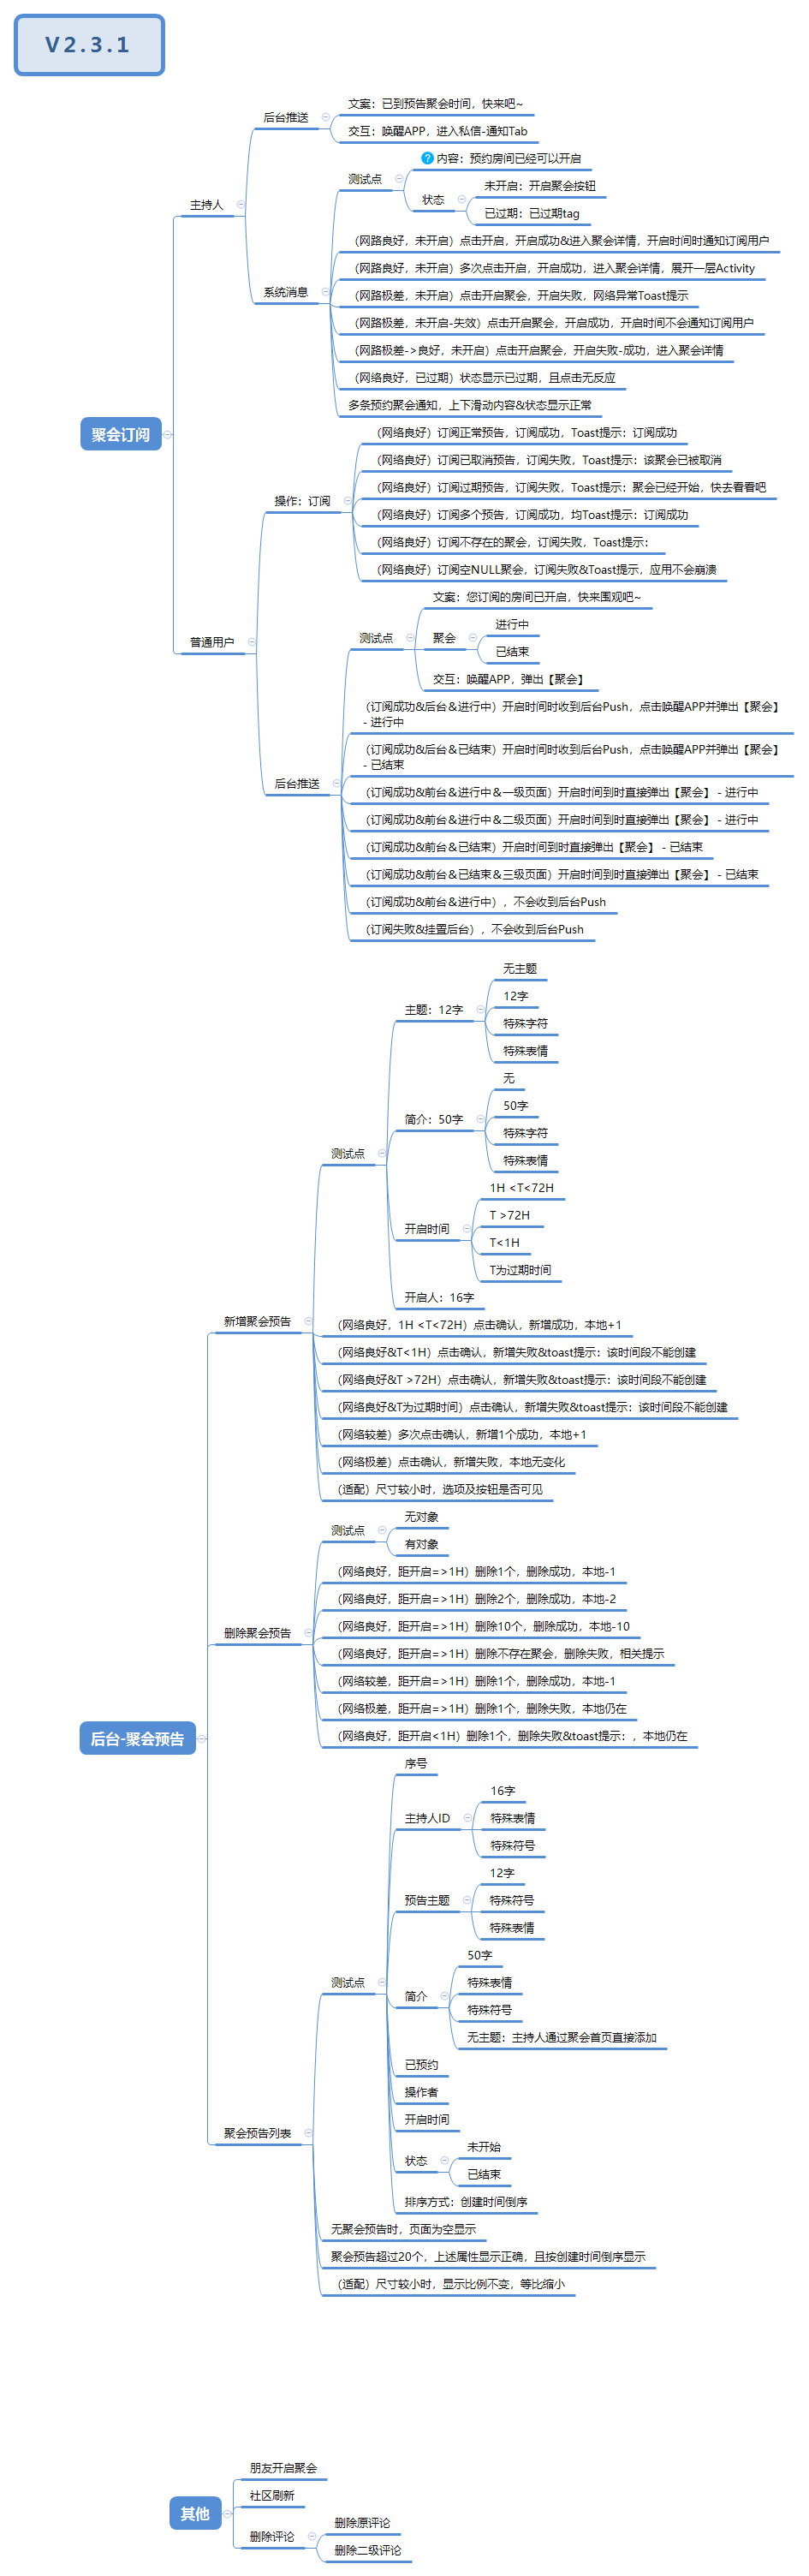 V2.3.1
聚会订阅
主持人
后台推送
文案：已到预告聚会时间，快来吧~
交互：唤醒APP，进入私信-通知Tab
系统消息
测试点
内容：预约房间已经可以开启
状态
未开启：开启聚会按钮
已过期：已过期tag
（网路良好，未开启）点击开启，开启成功&进入聚会详情，开启时间时通知订阅用户
（网路良好，未开启）多次点击开启，开启成功，进入聚会详情，展开一层Activity
（网路极差，未开启）点击开启聚会，开启失败，网络异常Toast提示
（网路极差，未开启-失效）点击开启聚会，开启成功，开启时间不会通知订阅用户
（网路极差->良好，未开启）点击开启聚会，开启失败-成功，进入聚会详情
（网络良好，已过期）状态显示已过期，且点击无反应
多条预约聚会通知，上下滑动内容&状态显示正常
普通用户
操作：订阅
（网络良好）订阅正常预告，订阅成功，Toast提示：订阅成功
（网络良好）订阅已取消预告，订阅失败，Toast提示：该聚会已被取消
（网络良好）订阅过期预告，订阅失败，Toast提示：聚会已经开始，快去看看吧
（网络良好）订阅多个预告，订阅成功，均Toast提示：订阅成功
（网络良好）订阅不存在的聚会，订阅失败，Toast提示：
（网络良好）订阅空NULL聚会，订阅失败&Toast提示，应用不会崩溃
后台推送
测试点
文案：您订阅的房间已开启，快来围观吧~
聚会
进行中
已结束
交互：唤醒APP，弹出【聚会】
（订阅成功&后台＆进行中）开启时间时收到后台Push，点击唤醒APP并弹出【聚会】
- 进行中
（订阅成功&后台＆已结束）开启时间时收到后台Push，点击唤醒APP并弹出【聚会】
- 已结束
（订阅成功&前台＆进行中＆一级页面）开启时间到时直接弹出【聚会】 - 进行中
（订阅成功&前台＆进行中＆二级页面）开启时间到时直接弹出【聚会】 - 进行中
（订阅成功&前台＆已结束）开启时间到时直接弹出【聚会】 - 已结束
（订阅成功&前台＆已结束＆三级页面）开启时间到时直接弹出【聚会】 - 已结束
（订阅成功&前台＆进行中），不会收到后台Push
（订阅失败&挂置后台），不会收到后台Push
后台-聚会预告
新增聚会预告
测试点
主题：12字
无主题
12字
特殊字符
特殊表情
简介：50字
无
50字
特殊字符
特殊表情
开启时间
1H <T<72H
T >72H
T<1H
T为过期时间
开启人：16字
（网络良好，1H <T<72H）点击确认，新增成功，本地+1
（网络良好&T<1H）点击确认，新增失败&toast提示：该时间段不能创建
（网络良好&T >72H）点击确认，新增失败&toast提示：该时间段不能创建
（网络良好&T为过期时间）点击确认，新增失败&toast提示：该时间段不能创建
（网络较差）多次点击确认，新增1个成功，本地+1
（网络极差）点击确认，新增失败，本地无变化
（适配）尺寸较小时，选项及按钮是否可见
删除聚会预告
测试点
无对象
有对象
（网络良好，距开启=>1H）删除1个，删除成功，本地-1
（网络良好，距开启=>1H）删除2个，删除成功，本地-2
（网络良好，距开启=>1H）删除10个，删除成功，本地-10
（网络良好，距开启=>1H）删除不存在聚会，删除失败，相关提示
（网络较差，距开启=>1H）删除1个，删除成功，本地-1
（网络极差，距开启=>1H）删除1个，删除失败，本地仍在
（网络良好，距开启<1H）删除1个，删除失败&toast提示：，本地仍在
聚会预告列表
测试点
序号
主持人ID
16字
特殊表情
特殊符号
预告主题
12字
特殊符号
特殊表情
简介
50字
特殊表情
特殊符号
无主题：主持人通过聚会首页直接添加
已预约
操作者
开启时间
状态
未开始
已结束
排序方式：创建时间倒序
无聚会预告时，页面为空显示
聚会预告超过20个，上述属性显示正确，且按创建时间倒序显示
（适配）尺寸较小时，显示比例不变，等比缩小
其他
朋友开启聚会
社区刷新
删除评论
删除原评论
删除二级评论